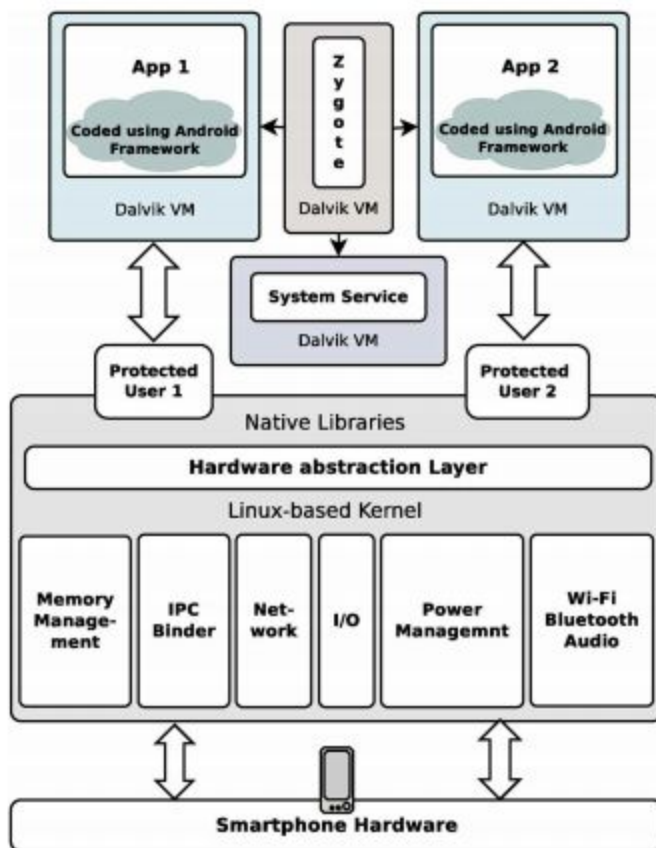 App 1
Coded using Android
Framework
Dalvik VM
Z
y
g
o
t
e
Dalvik VM
App 2
Coded using Android
Framework
Dalvik VM
System Service
Dalvik VM
Protected
User 1
Protected
User 2
Native Libraries
Hardware abstraction Layer
Linux-based Kernel
Memory
Manage-
ment
IPC
Binder
Net-
work
I/O
Power
Managemnt
Wi-Fi
Bluetooth
Audio
Smartphone Hardware